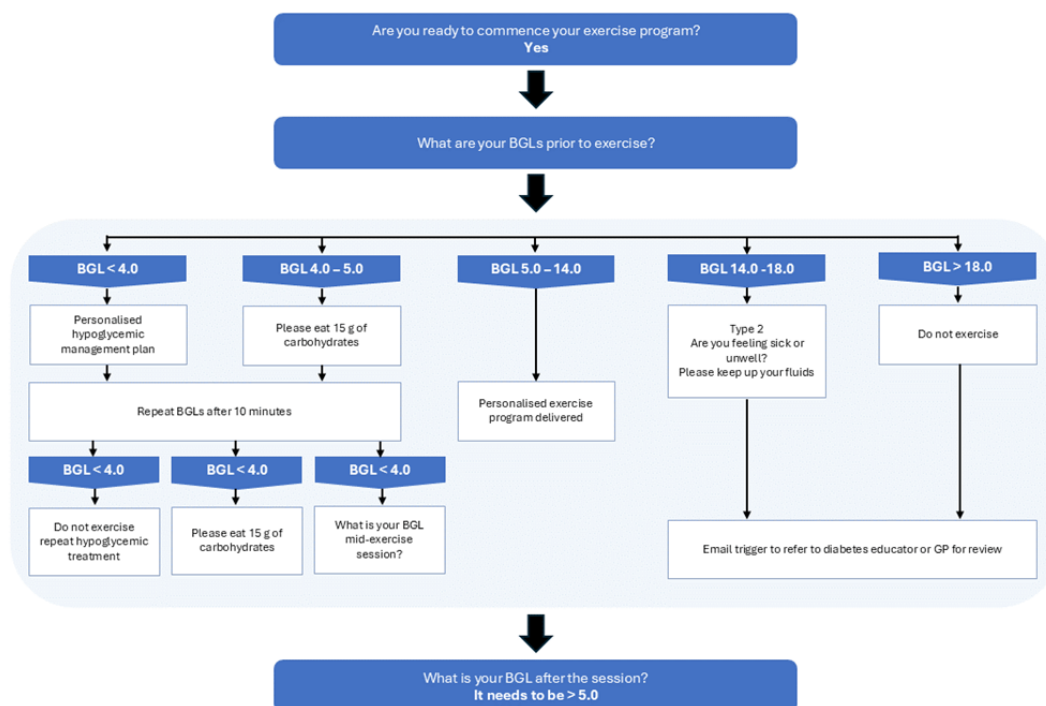 Are you ready to commence your exercise program?
Yes
What are your BGLs prior to exercise?
BGL < 4.0
BGL 4.0 – 5.0
BGL 5.0 – 14.0
BGL 14.0 -18.0
BGL > 18.0
Personalised
hypoglycemic
management plan
Please eat 15 g of
carbohydrates
Type 2
Are you feeling sick or
unwell?
Please keep up your fluids
Do not exercise
Repeat BGLs after 10 minutes
Personalised exercise
program delivered
BGL < 4.0
BGL < 4.0
BGL < 4.0
Do not exercise
repeat hypoglycemic
treatment
Please eat 15 g of
carbohydrates
What is your BGL
mid-exercise
session?
Email trigger to refer to diabetes educator or GP for review
What is your BGL after the session?
It needs to be > 5.0